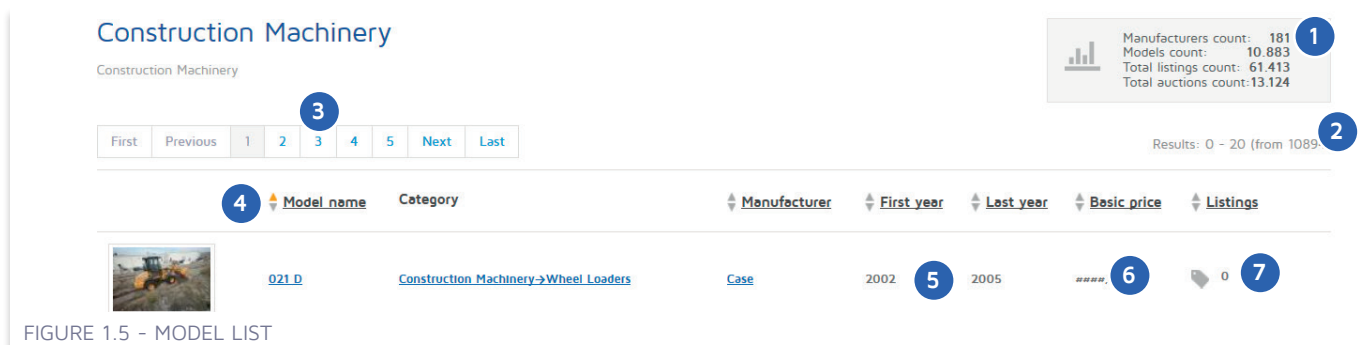 Construction Machinery
Construction Machinery
Manufacturers count: 181
Models count: 10.883
Total listings count: 61.413
Total auctions count: 13.124
1
3
First Previous 1 2 3 4 5 Next Last
Results: 0 - 20 (from 1089
2
4 Model name Category Manufacturer First year Last year Basic price Listings
021 D Construction Machinery→Wheel Loaders Case 2002 5 2005 ####, 6 0 7
FIGURE 1.5 - MODEL LIST